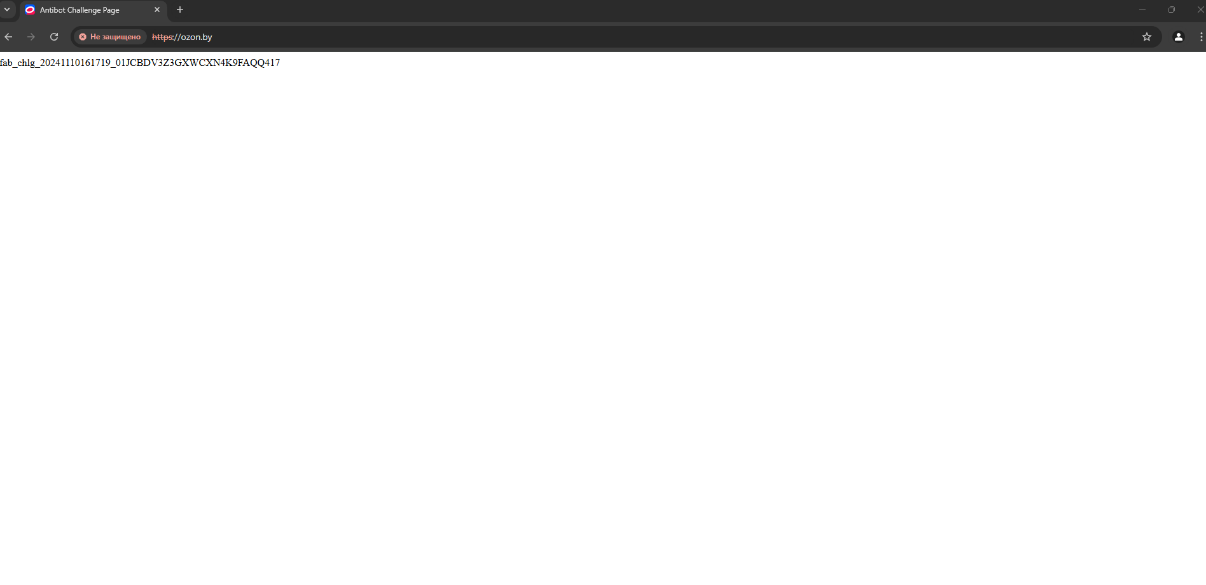 Antibot Challenge Page
Не защищено https://ozon.by
fab_chlg_20241110161719_01JCBDV3Z3GXWCXN4K9FAQQ417